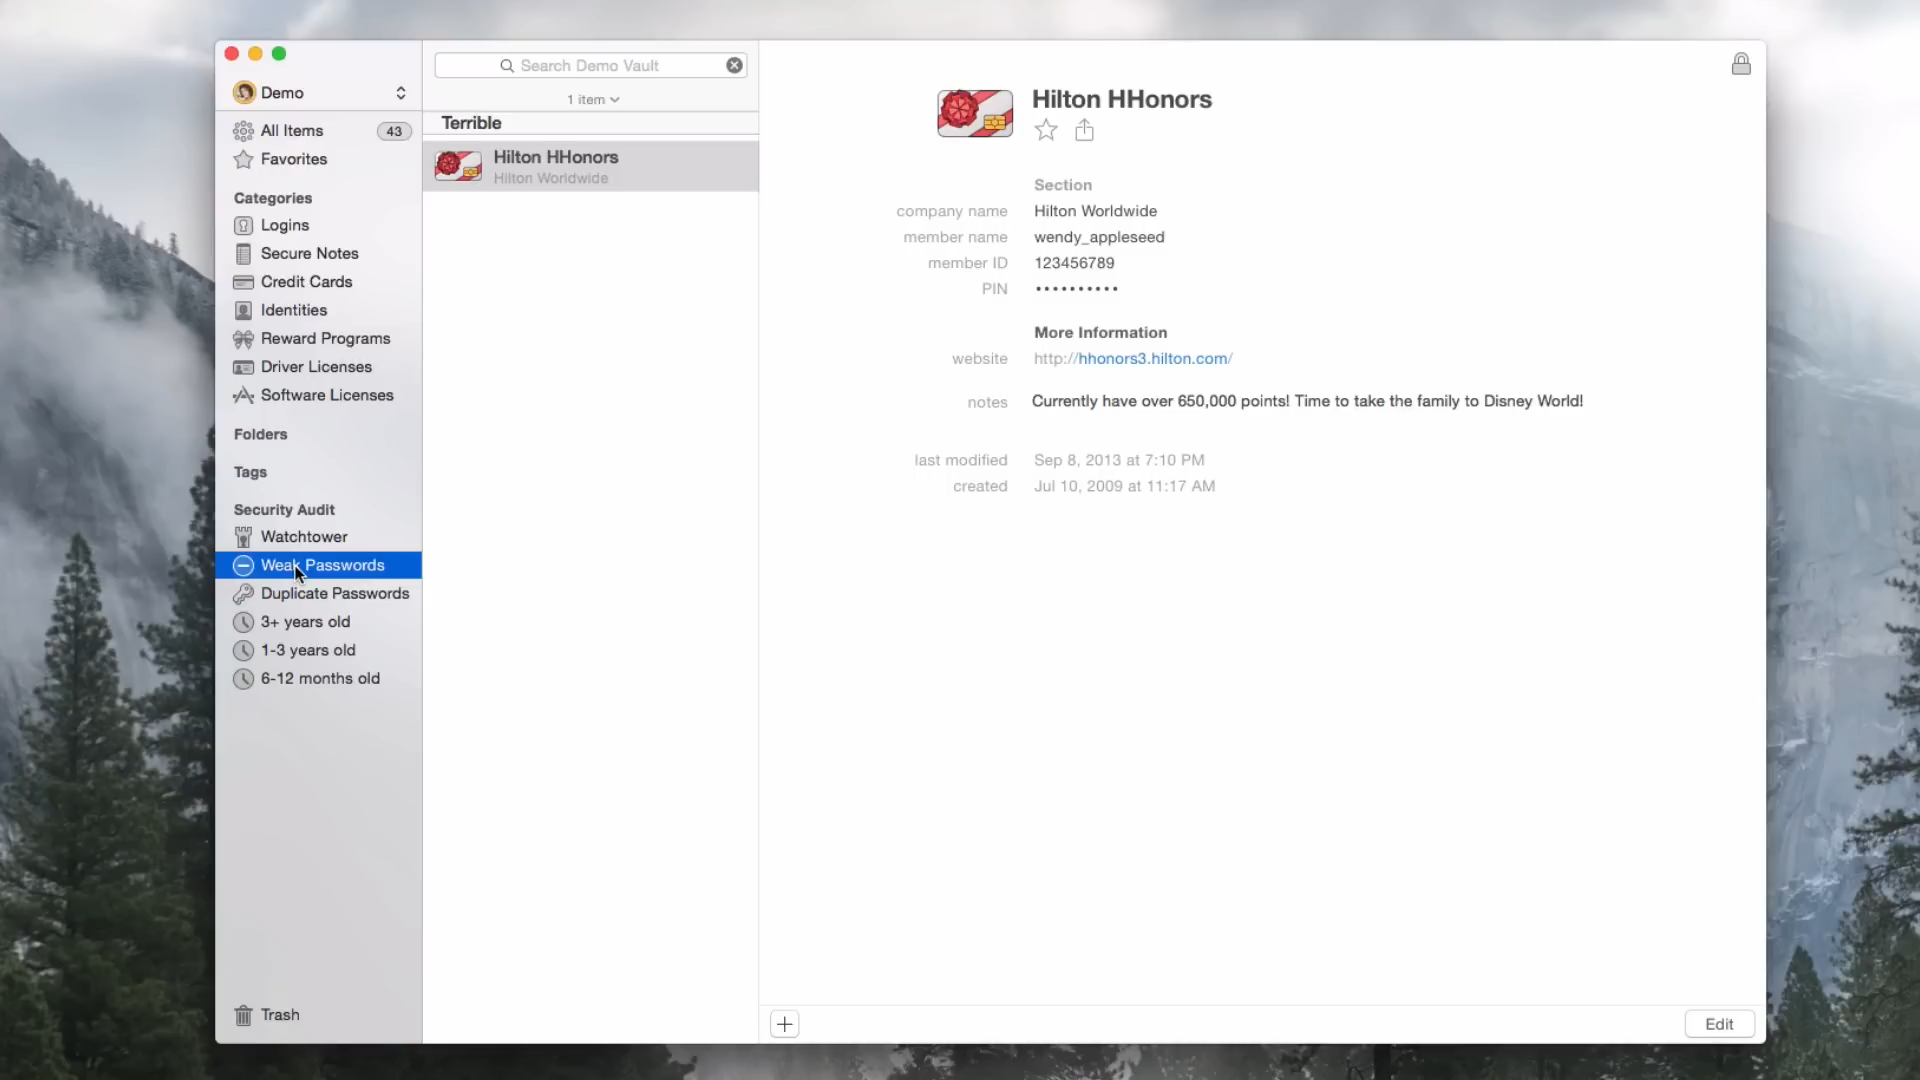 Demo
All Items 43
Favorites
Categories
Logins
Secure Notes
Credit Cards
Identities
Reward Programs
Driver Licenses
Software Licenses
Folders
Tags
Security Audit
Watchtower
Weak Passwords
Duplicate Passwords
3+ years old
1-3 years old
6-12 months old
Trash
Search Demo Vault
1 item
Terrible
Hilton HHonors
Hilton Worldwide
Hilton HHonors
Section
company name Hilton Worldwide
member name wendy_appleseed
member ID 123456789
PIN ••••••••••
More Information
website http://hhonors3.hilton.com/
notes Currently have over 650,000 points! Time to take the family to Disney World!
last modified Sep 8, 2013 at 7:10 PM
created Jul 10, 2009 at 11:17 AM
Edit